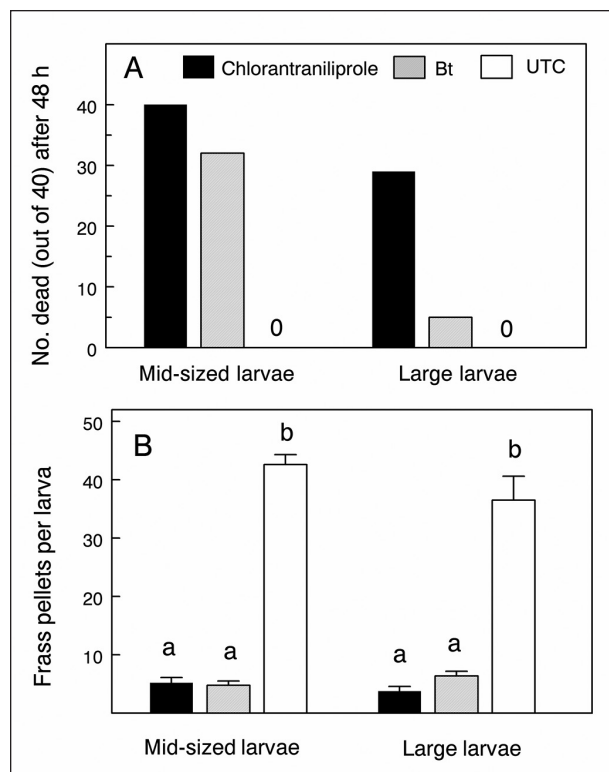 A
Chlorantraniliprole
Bt
UTC
No. dead (out of 40) after 48 h
40
30
20
10
0
0
0
Mid-sized larvae
Large larvae
B
Frass pellets per larva
50
40
30
20
10
a
a
b
a
a
b
Mid-sized larvae
Large larvae